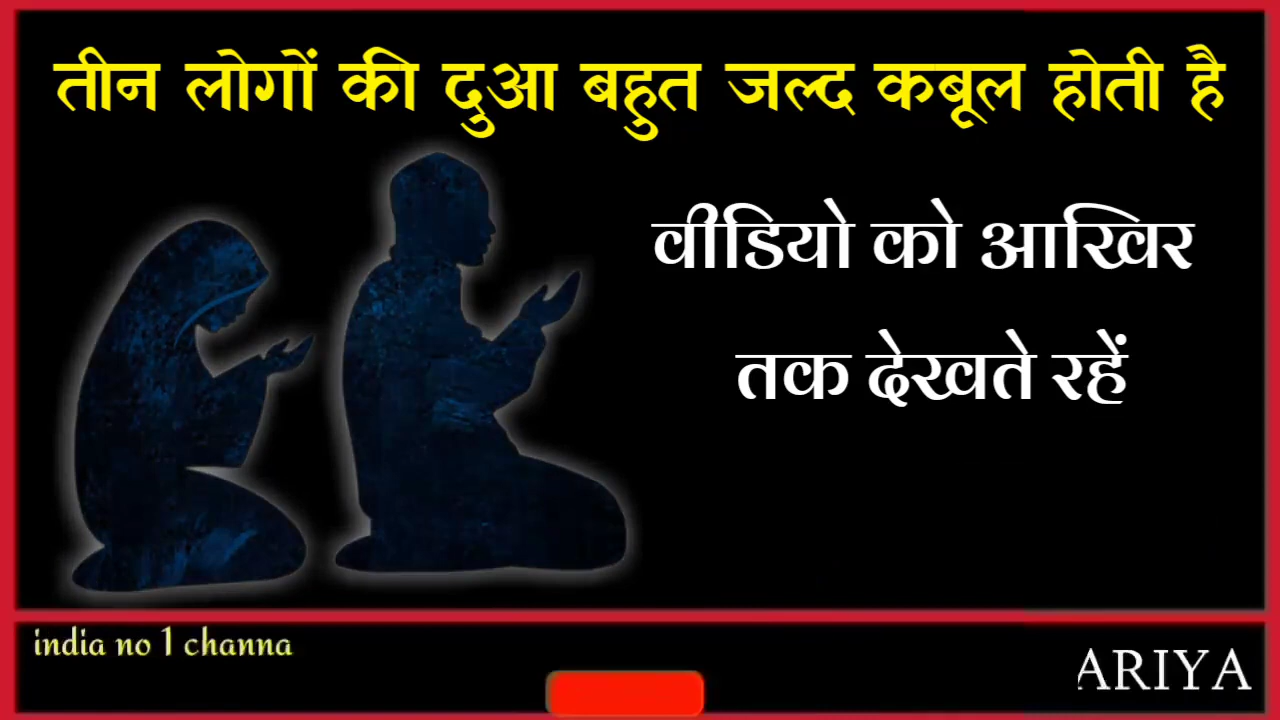 तीन लोगों की दुआ बहुत जल्द कबूल होती है
वीडियो को आखिर
तक देखते रहें
india no 1 channa
ARIYA